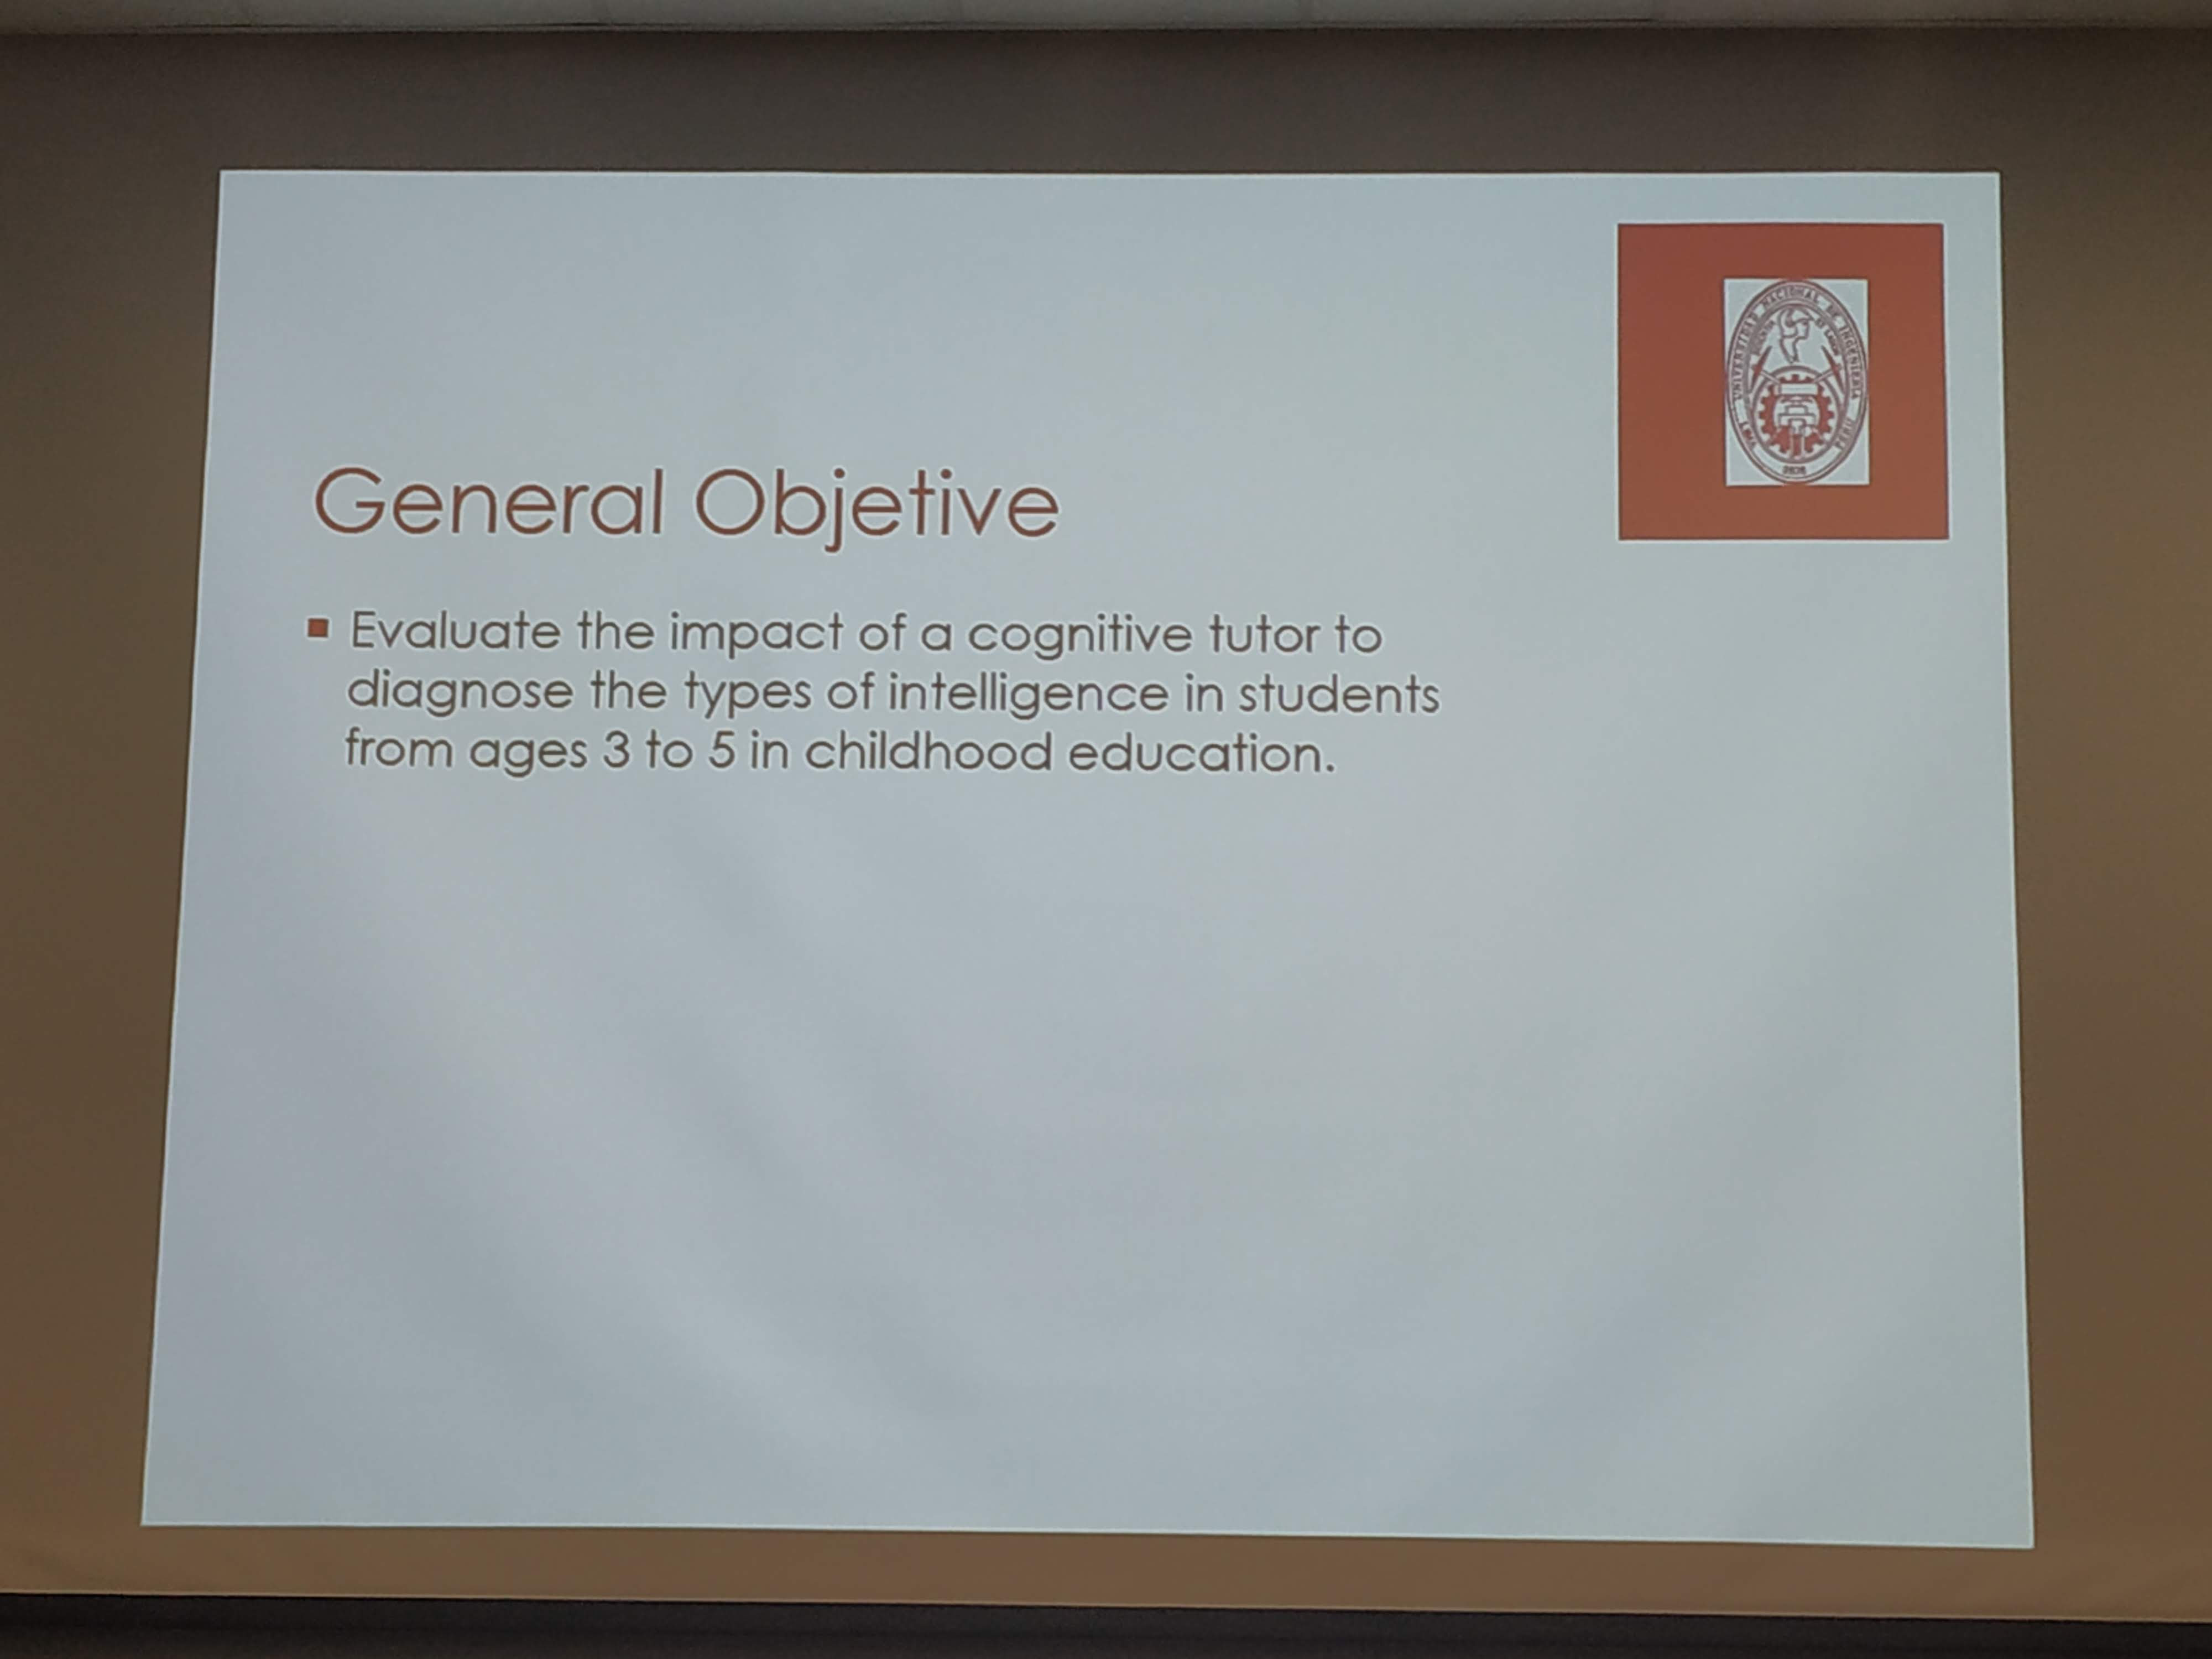 UNIVERSIDAD NACIONAL DE INGENIERIA
LIMA PERU
General Objetive
Evaluate the impact of a cognitive tutor to
diagnose the types of intelligence in students
from ages 3 to 5 in childhood education.